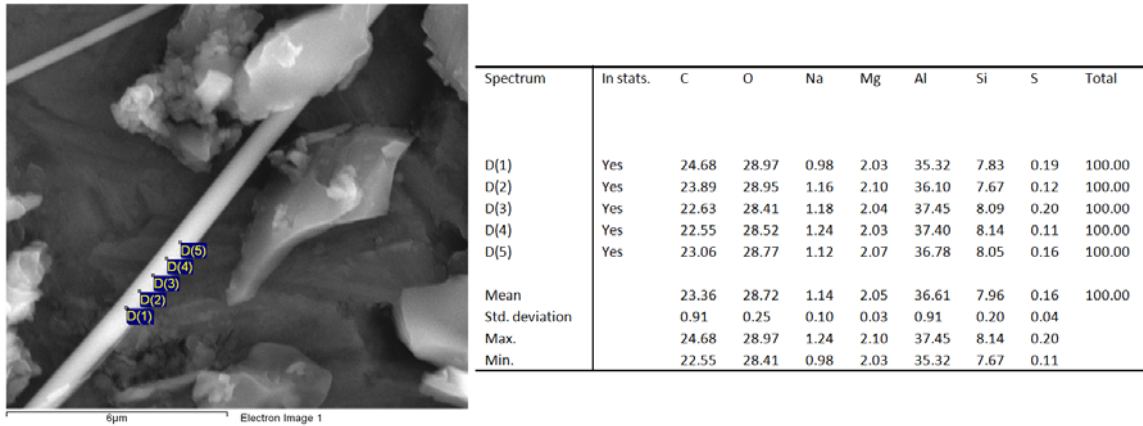 D(5)
D(4)
D(3)
D(2)
D(1)
6µm Electron Image 1
Spectrum In stats. C O Na Mg Al Si S Total
D(1) Yes 24.68 28.97 0.98 2.03 35.32 7.83 0.19 100.00
D(2) Yes 23.89 28.95 1.16 2.10 36.10 7.67 0.12 100.00
D(3) Yes 22.63 28.41 1.18 2.04 37.45 8.09 0.20 100.00
D(4) Yes 22.55 28.52 1.24 2.03 37.40 8.14 0.11 100.00
D(5) Yes 23.06 28.77 1.12 2.07 36.78 8.05 0.16 100.00
Mean 23.36 28.72 1.14 2.05 36.61 7.96 0.16 100.00
Std. deviation 0.91 0.25 0.10 0.03 0.91 0.20 0.04
Max. 24.68 28.97 1.24 2.10 37.45 8.14 0.20
Min. 22.55 28.41 0.98 2.03 35.32 7.67 0.11